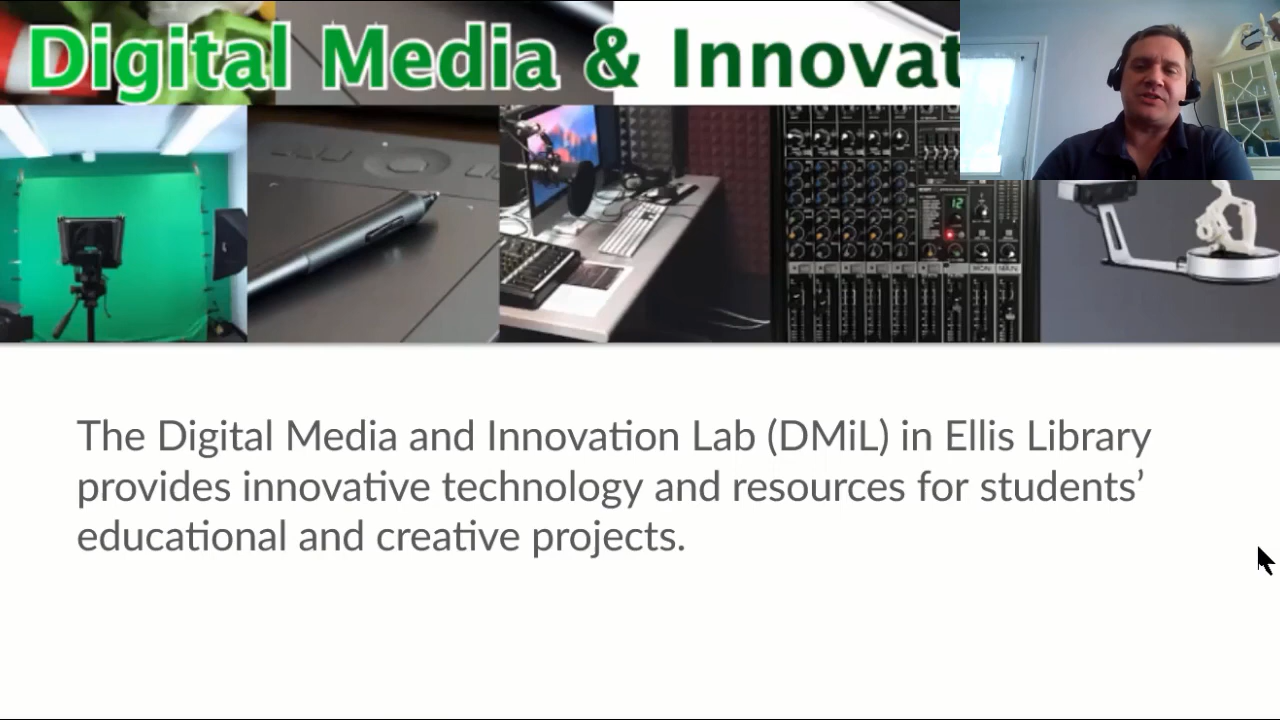 Digital Media & Innovat
12
The Digital Media and Innovation Lab (DMiL) in Ellis Library
provides innovative technology and resources for students’
educational and creative projects.